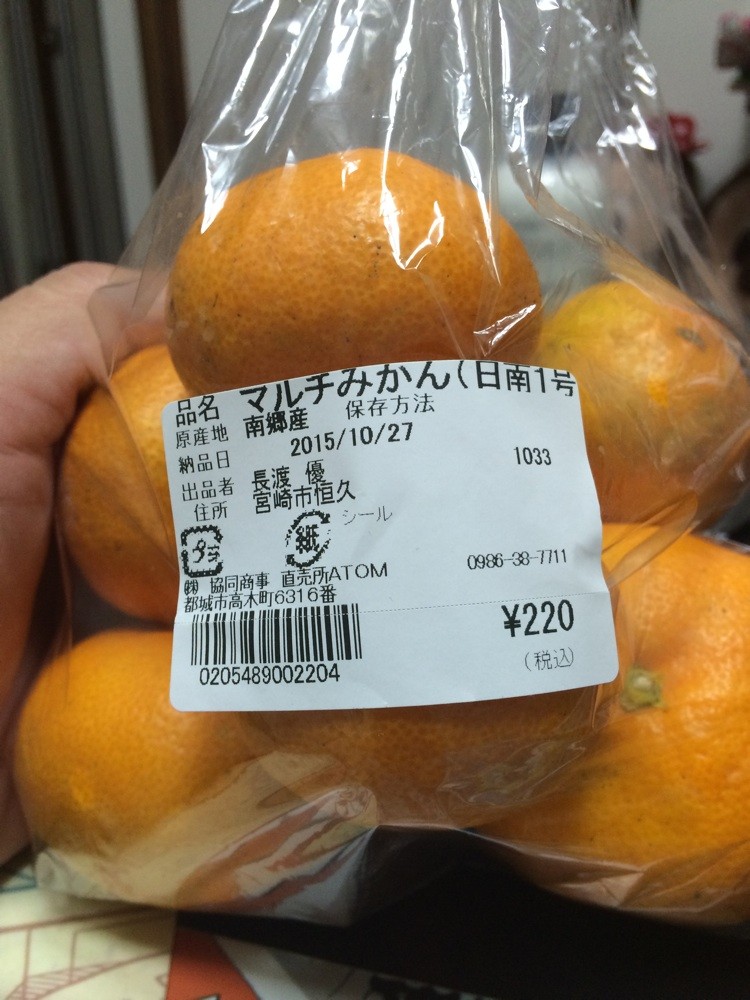 品名 マルチみかん(日南1号
原産地 南郷産 保存方法
納品日 2015/10/27
1033
出品者 長渡 優
住所 宮崎市恒久
プラ 紙 シール
㈱ 協同商事 直売所ATOM 0986-38-7711
都城市高木町6316番
¥220
0205489002204 (税込)